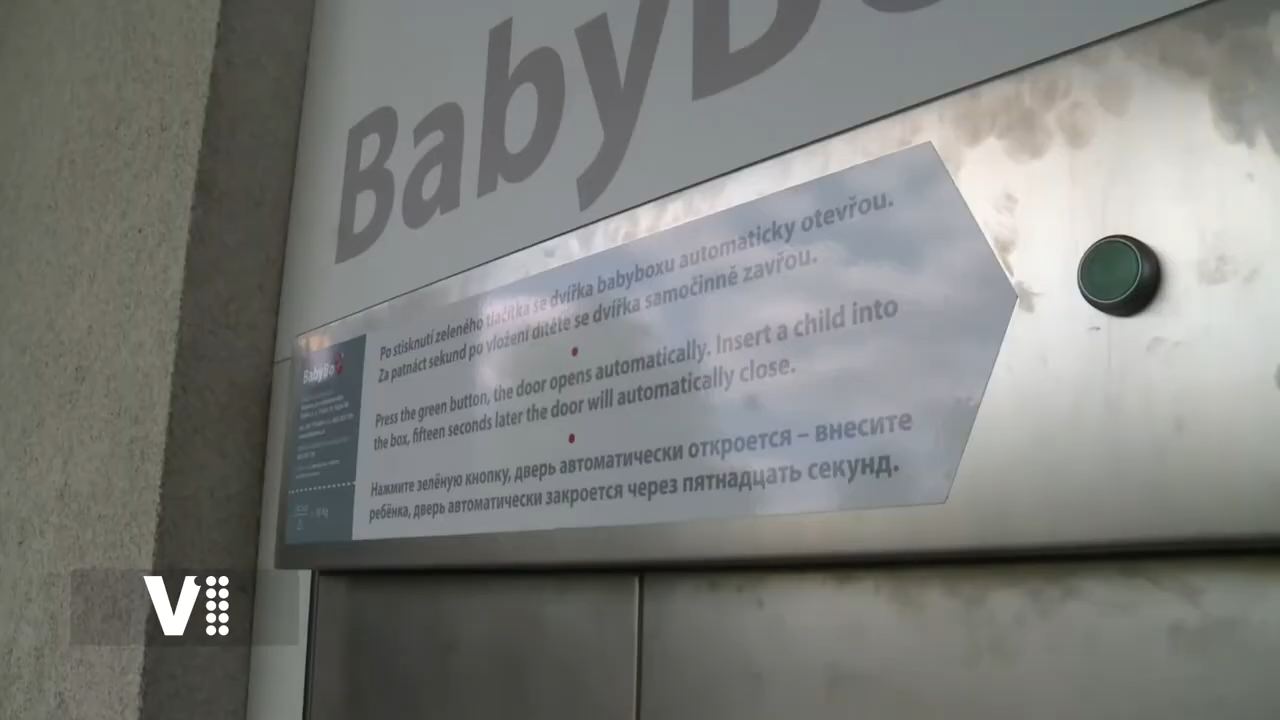 BabyBo
Po stisknutí zeleného tlačítka se dvířka babyboxu automaticky otevřou.
Za patnáct sekund po vložení dítěte se dvířka samočinně zavřou.
Press the green button, the door opens automatically. Insert a child into
the box, fifteen seconds later the door will automatically close.
Нажмите зелёную кнопку, дверь автоматически откроется – внесите
ребёнка, дверь автоматически закроется через пятнадцать секунд.
BabyBo
V